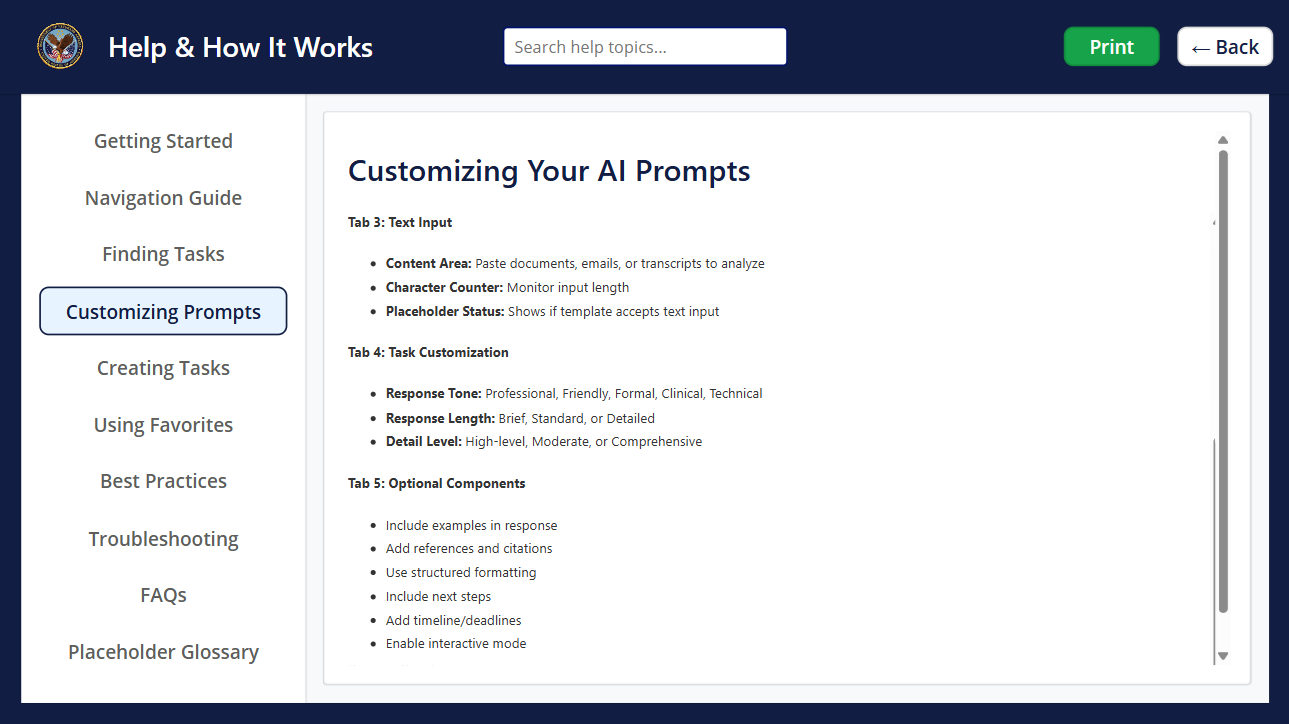 Help & How It Works
Search help topics...
Print
← Back
Getting Started
Navigation Guide
Finding Tasks
Customizing Prompts
Creating Tasks
Using Favorites
Best Practices
Troubleshooting
FAQs
Placeholder Glossary
Customizing Your AI Prompts
Tab 3: Text Input
• Content Area: Paste documents, emails, or transcripts to analyze
• Character Counter: Monitor input length
• Placeholder Status: Shows if template accepts text input
Tab 4: Task Customization
• Response Tone: Professional, Friendly, Formal, Clinical, Technical
• Response Length: Brief, Standard, or Detailed
• Detail Level: High-level, Moderate, or Comprehensive
Tab 5: Optional Components
• Include examples in response
• Add references and citations
• Use structured formatting
• Include next steps
• Add timeline/deadlines
• Enable interactive mode